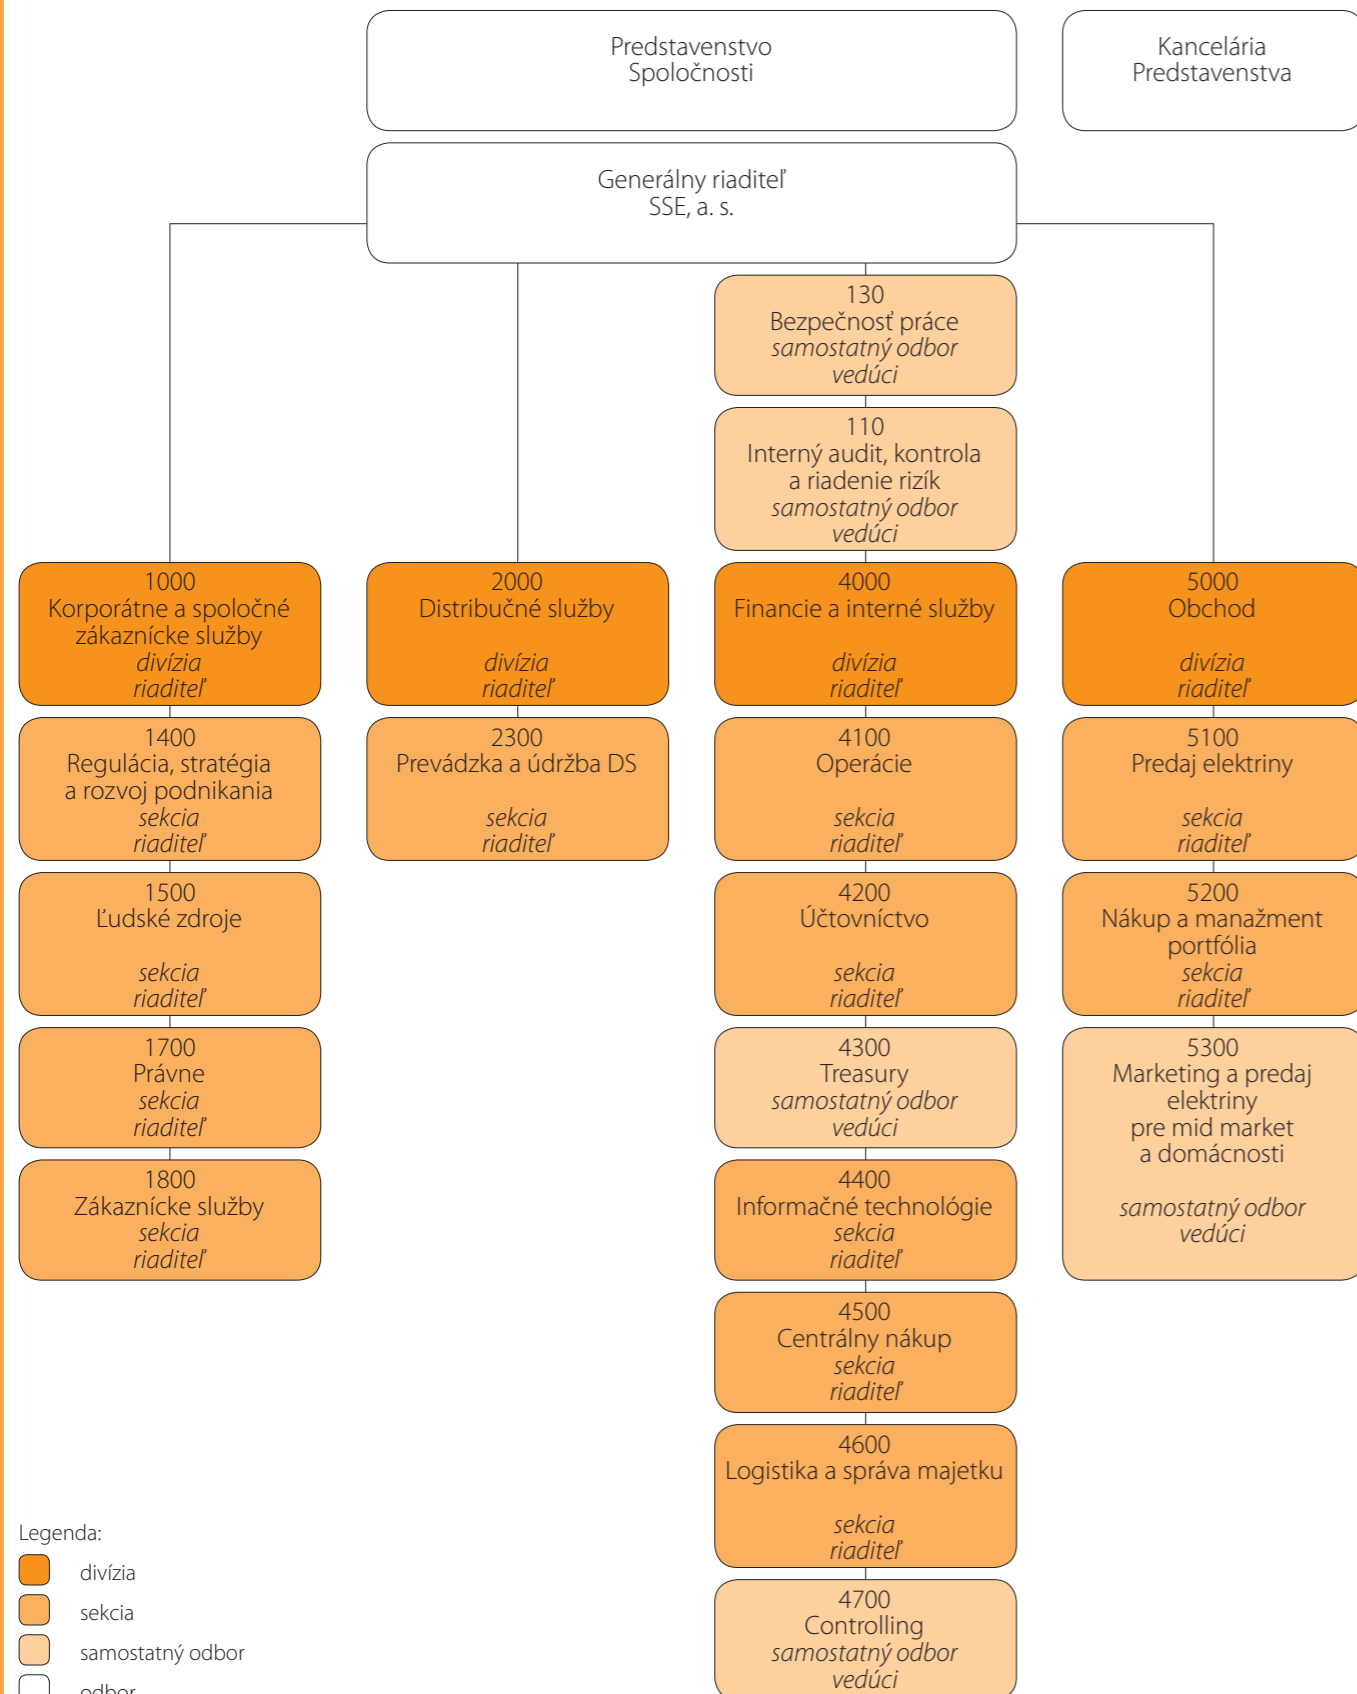 Predstavenstvo
Spoločnosti
Kancelária
Predstavenstva
Generálny riaditeľ
SSE, a. s.
130
Bezpečnosť práce
samostatný odbor
vedúci
110
Interný audit, kontrola
a riadenie rizík
samostatný odbor
vedúci
1000
Korporátne a spoločné
zákaznícke služby
divízia
riaditeľ
1400
Regulácia, stratégia
a rozvoj podnikania
sekcia
riaditeľ
1500
Ľudské zdroje
sekcia
riaditeľ
1700
Právne
sekcia
riaditeľ
1800
Zákaznícke služby
sekcia
riaditeľ
2000
Distribučné služby
divízia
riaditeľ
2300
Prevádzka a údržba DS
sekcia
riaditeľ
4000
Financie a interné služby
divízia
riaditeľ
4100
Operácie
sekcia
riaditeľ
4200
Účtovníctvo
sekcia
riaditeľ
4300
Treasury
samostatný odbor
vedúci
4400
Informačné technológie
sekcia
riaditeľ
4500
Centrálny nákup
sekcia
riaditeľ
4600
Logistika a správa majetku
sekcia
riaditeľ
4700
Controlling
samostatný odbor
vedúci
5000
Obchod
divízia
riaditeľ
5100
Predaj elektriny
sekcia
riaditeľ
5200
Nákup a manažment
portfólia
sekcia
riaditeľ
5300
Marketing a predaj
elektriny
pre mid market
a domácnosti
samostatný odbor
vedúci
Legenda:
divízia
sekcia
samostatný odbor
odbor